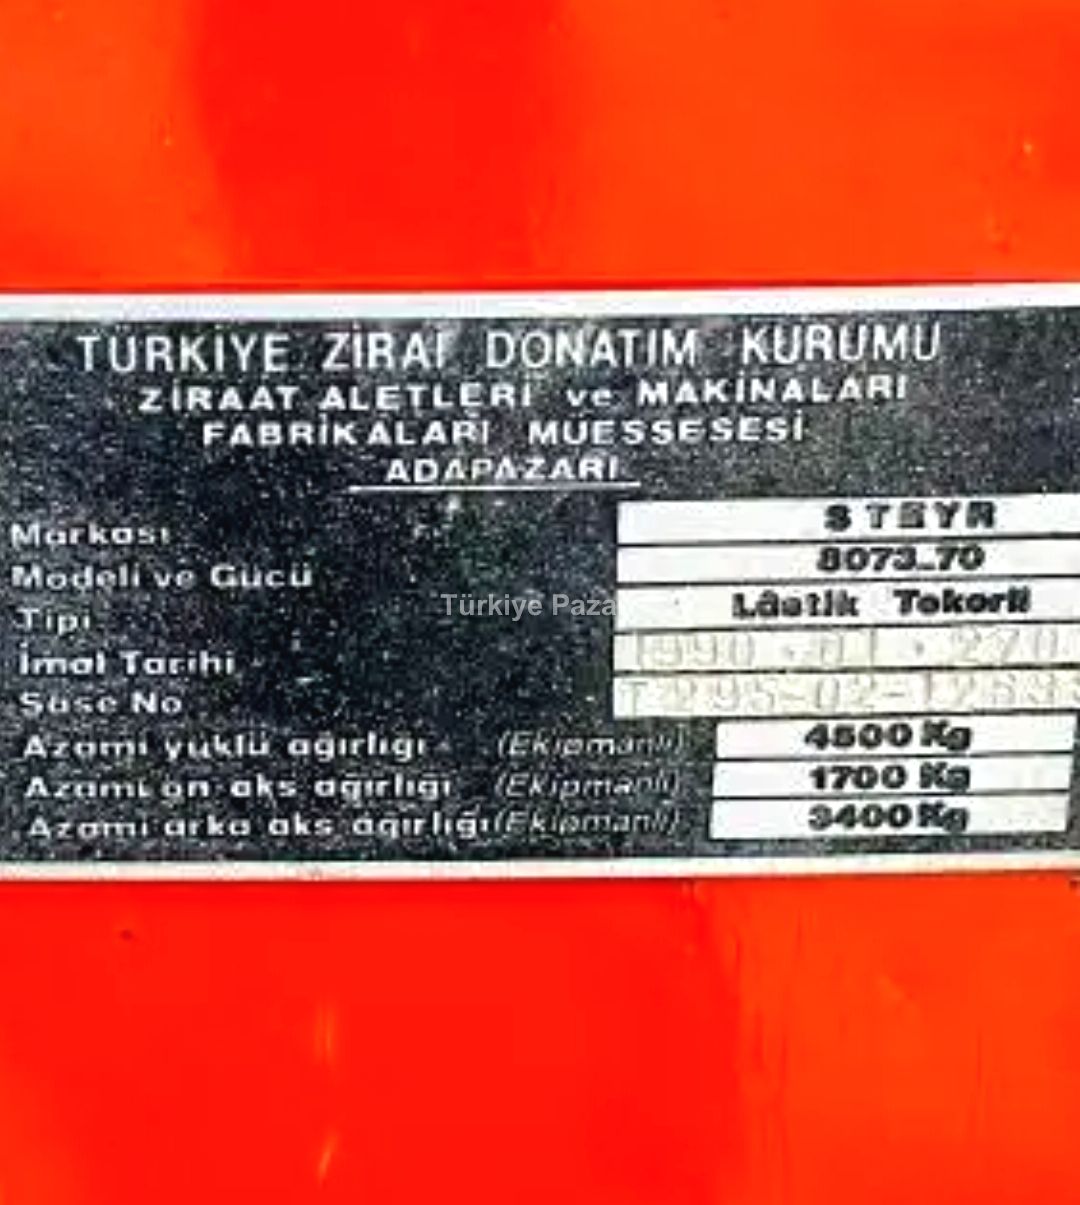 TÜRKİYE ZİRAİ DONATIM KURUMU
ZİRAAT ALETLERİ ve MAKİNALARI
FABRİKALARI MÜESSESESİ
ADAPAZARI
Markası STEYR
Modeli ve Gücü 8073-70
Tipi Lâstik Tekerli
İmal Tarihi 1990
Şase No
Azami yüklü ağırlığı (Ekipmanlı) 4500 Kg
Azami ön aks ağırlığı (Ekipmanlı) 1700 Kg
Azami arka aks ağırlığı (Ekipmanlı) 3400 Kg
Türkiye Paza